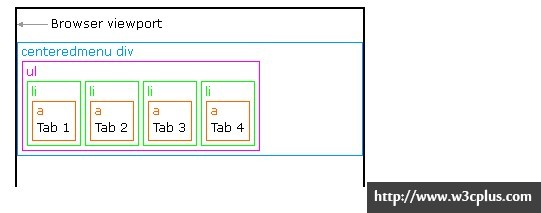 Browser viewport
centeredmenu div
ul
li li li li
a a a a
Tab 1 Tab 2 Tab 3 Tab 4
http://www.w3cplus.com